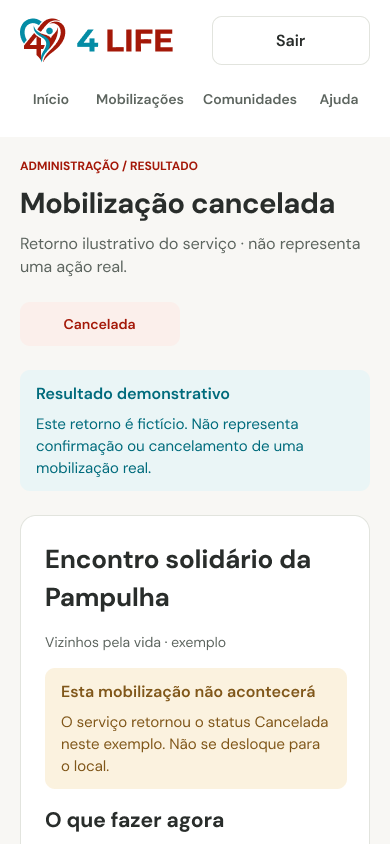 4 4 LIFE
Sair
Início Mobilizações Comunidades Ajuda
ADMINISTRAÇÃO / RESULTADO
Mobilização cancelada
Retorno ilustrativo do serviço · não representa
uma ação real.
Cancelada
Resultado demonstrativo
Este retorno é fictício. Não representa
confirmação ou cancelamento de uma
mobilização real.
Encontro solidário da
Pampulha
Vizinhos pela vida · exemplo
Esta mobilização não acontecerá
O serviço retornou o status Cancelada
neste exemplo. Não se desloque para
o local.
O que fazer agora